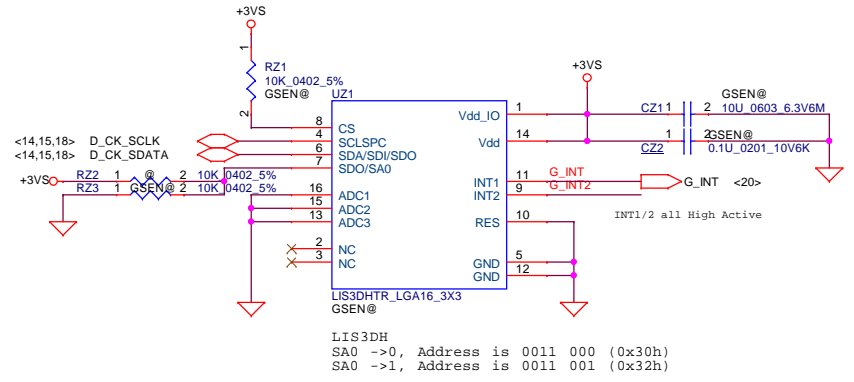 +3VS
1
RZ1
10K_0402_5%
GSEN@
2
UZ1
+3VS
GSEN@
CZ1 1 2 10U_0603_6.3V6M
1 2 GSEN@
CZ2 0.1U_0201_10V6K
8 CS
Vdd_IO 1
<14,15,18> D_CK_SCLK 4 SCLSPC
Vdd 14
<14,15,18> D_CK_SDATA 6 SDA/SDI/SDO
7 SDO/SA0
+3VS RZ2 1 @ 2 10K_0402_5%
RZ3 1 GSEN@ 2 10K_0402_5%
16 ADC1
15 ADC2
13 ADC3
INT1 11 G_INT
INT2 9 G_INT2
G_INT <20>
INT1/2 all High Active
RES 10
2 NC
3 NC
GND 5
GND 12
LIS3DHTR_LGA16_3X3
GSEN@
LIS3DH
SA0 ->0, Address is 0011 000 (0x30h)
SA0 ->1, Address is 0011 001 (0x32h)